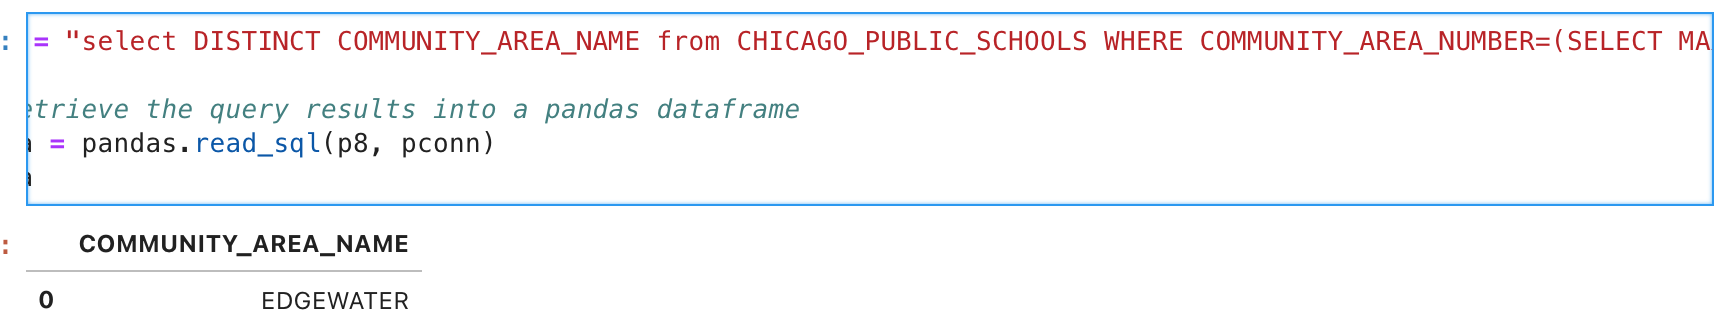 : = "select DISTINCT COMMUNITY_AREA_NAME from CHICAGO_PUBLIC_SCHOOLS WHERE COMMUNITY_AREA_NUMBER=(SELECT MA
etrieve the query results into a pandas dataframe
a = pandas.read_sql(p8, pconn)
a
: COMMUNITY_AREA_NAME
0 EDGEWATER